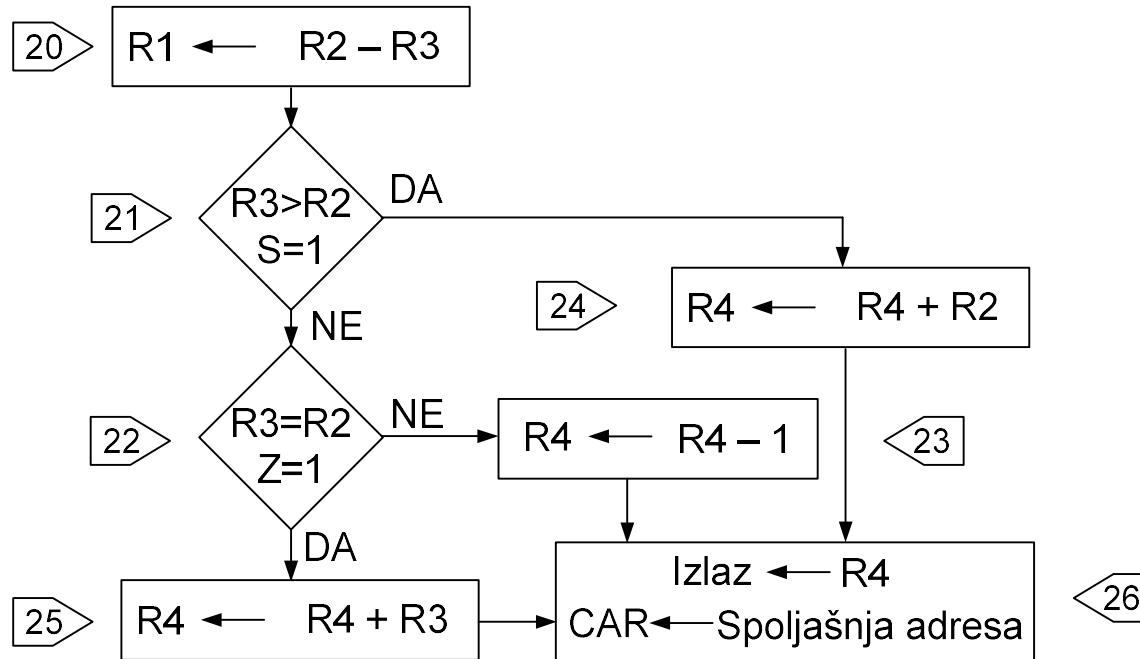 20
R1 ← R2 – R3
21
R3>R2
S=1
DA
NE
24
R4 ← R4 + R2
22
R3=R2
Z=1
NE
R4 ← R4 – 1
23
DA
25
R4 ← R4 + R3
Izlaz ← R4
CAR ← Spoljašnja adresa
26